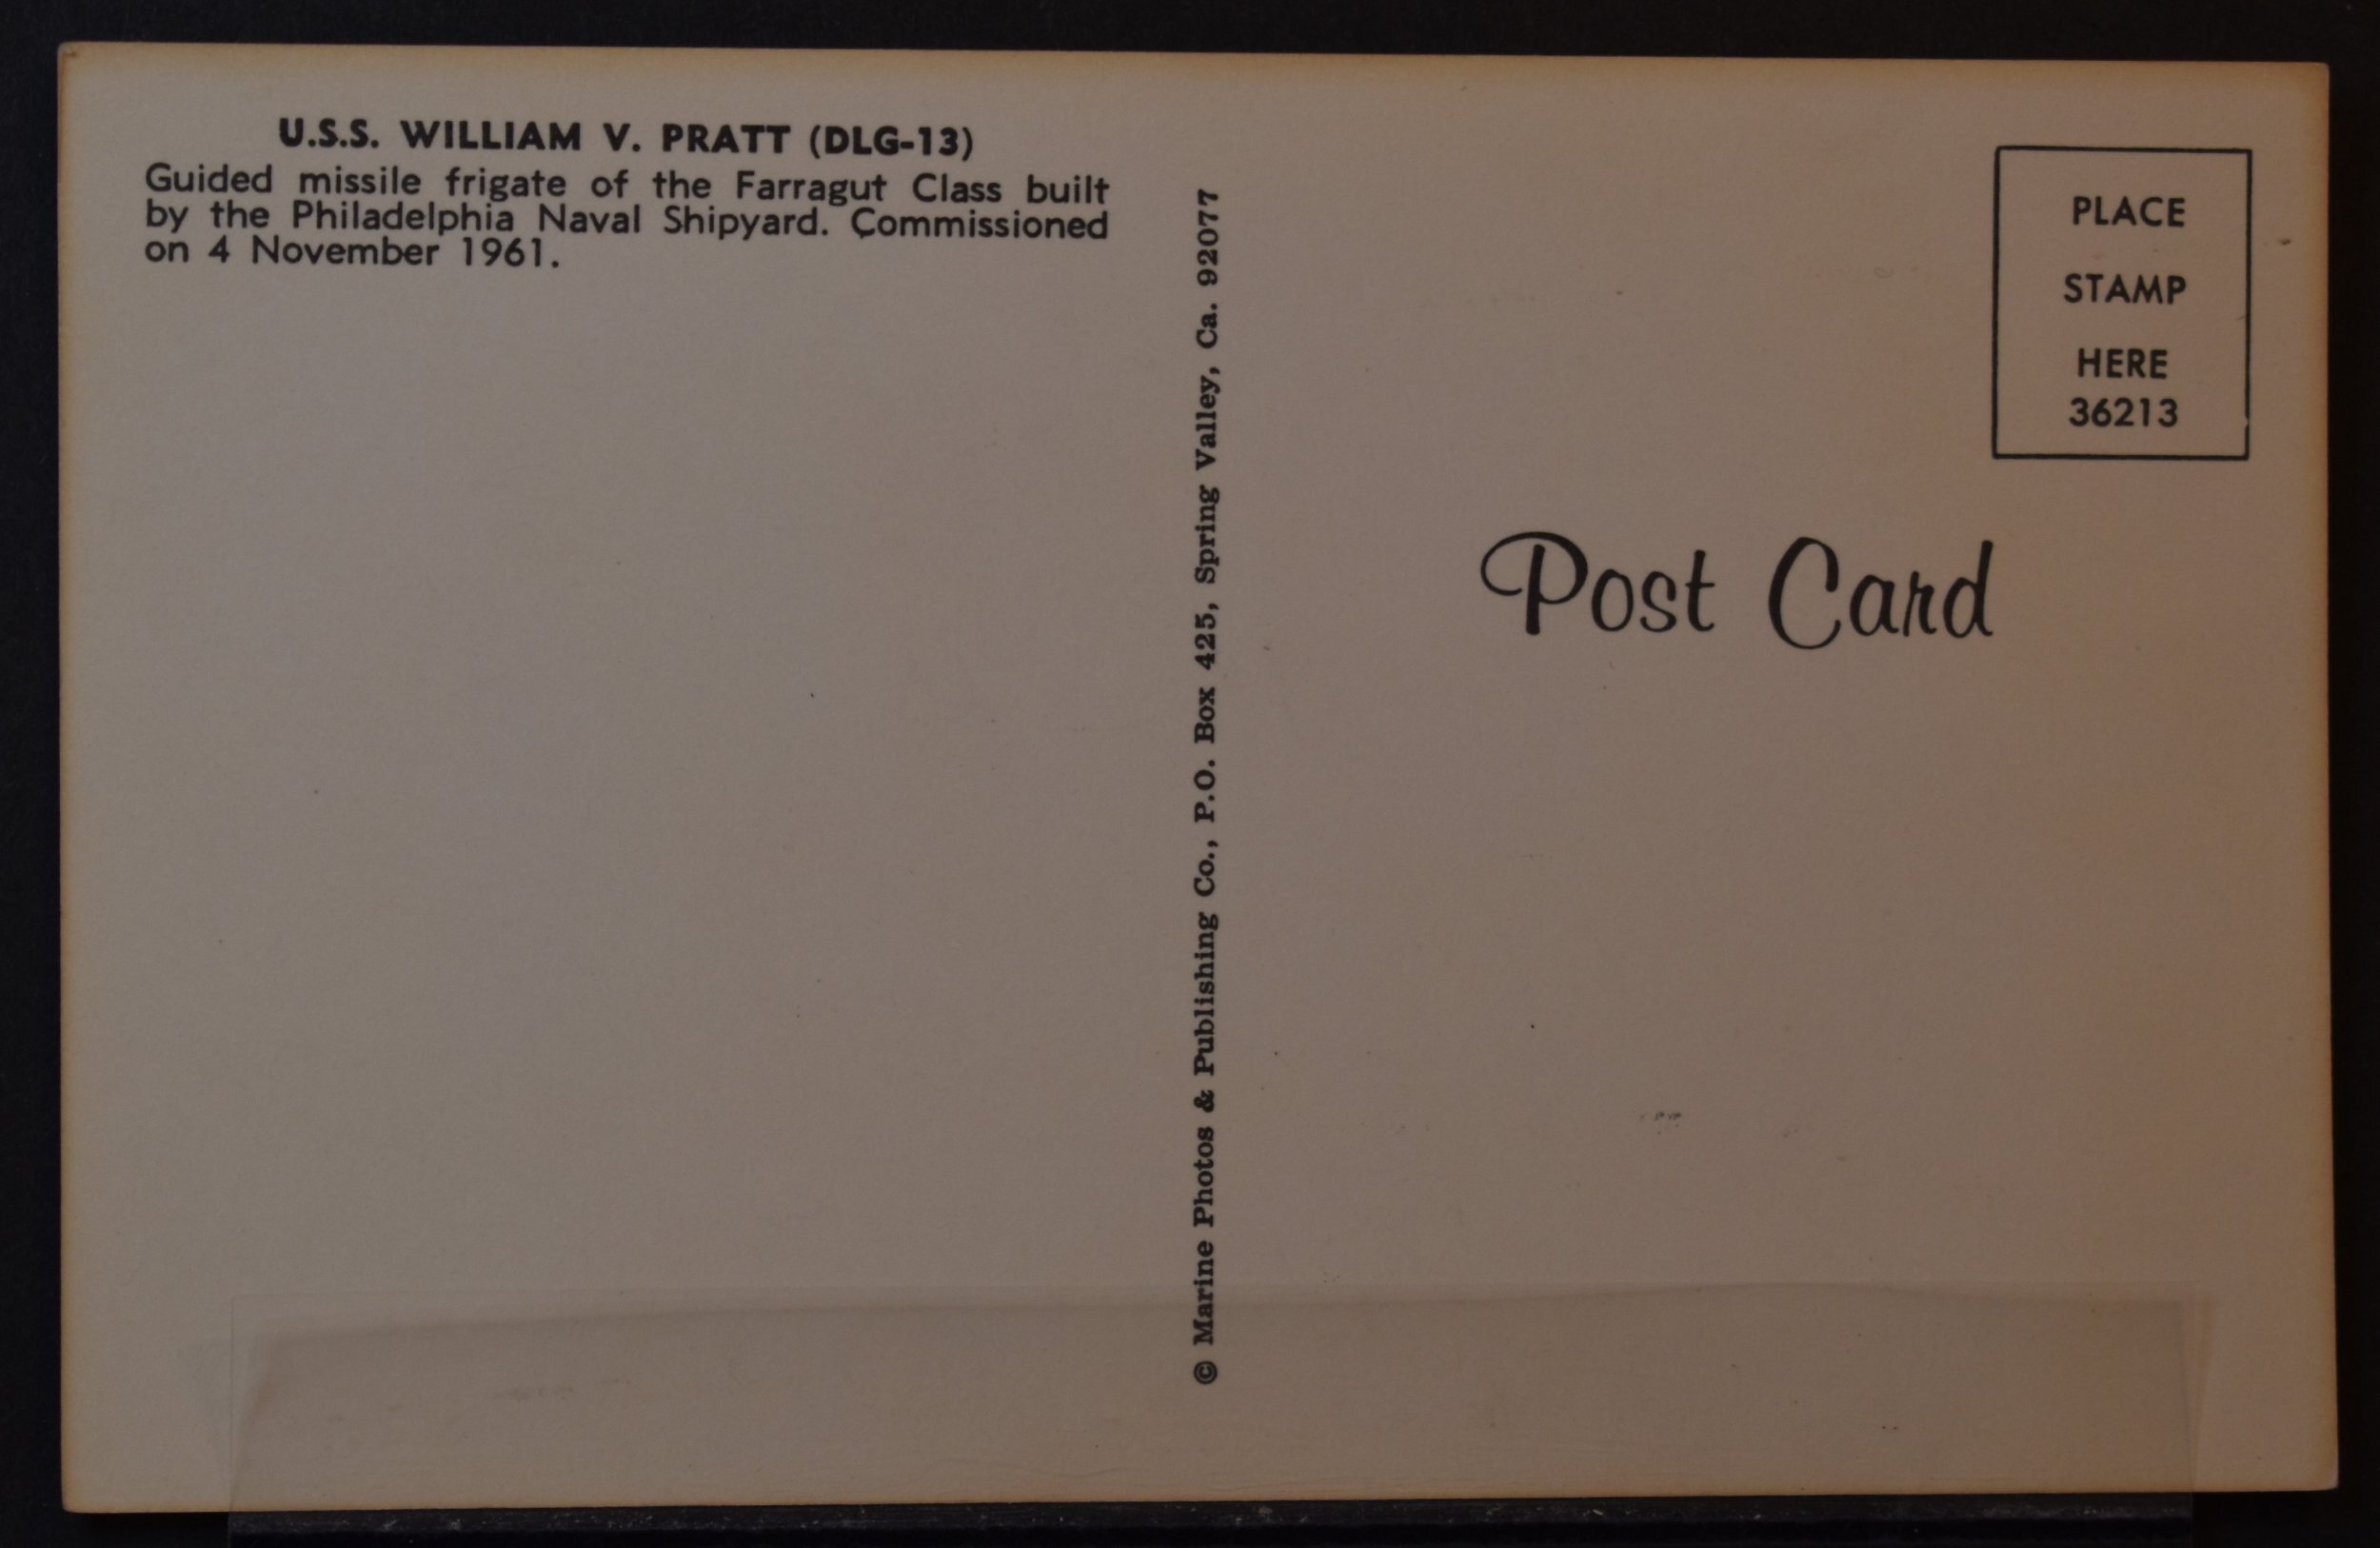 U.S.S. WILLIAM V. PRATT (DLG-13)
Guided missile frigate of the Farragut Class built
by the Philadelphia Naval Shipyard. Commissioned
on 4 November 1961.
© Marine Photos & Publishing Co., P.O. Box 425, Spring Valley, Ca. 92077
PLACE
STAMP
HERE
36213
Post Card